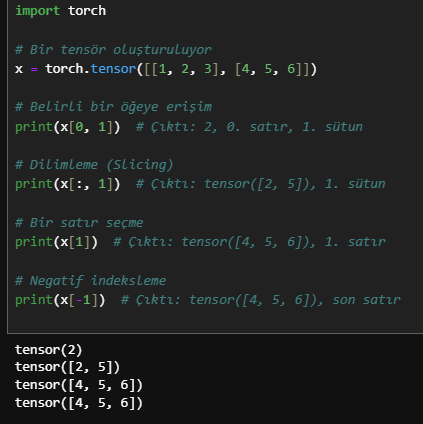 import torch
# Bir tensör oluşturuluyor
x = torch.tensor([[1, 2, 3], [4, 5, 6]])
# Belirli bir öğeye erişim
print(x[0, 1])  # Çıktı: 2, 0. satır, 1. sütun
# Dilimleme (Slicing)
print(x[:, 1])  # Çıktı: tensor([2, 5]), 1. sütun
# Bir satır seçme
print(x[1])  # Çıktı: tensor([4, 5, 6]), 1. satır
# Negatif indeksleme
print(x[-1])  # Çıktı: tensor([4, 5, 6]), son satır
tensor(2)
tensor([2, 5])
tensor([4, 5, 6])
tensor([4, 5, 6])